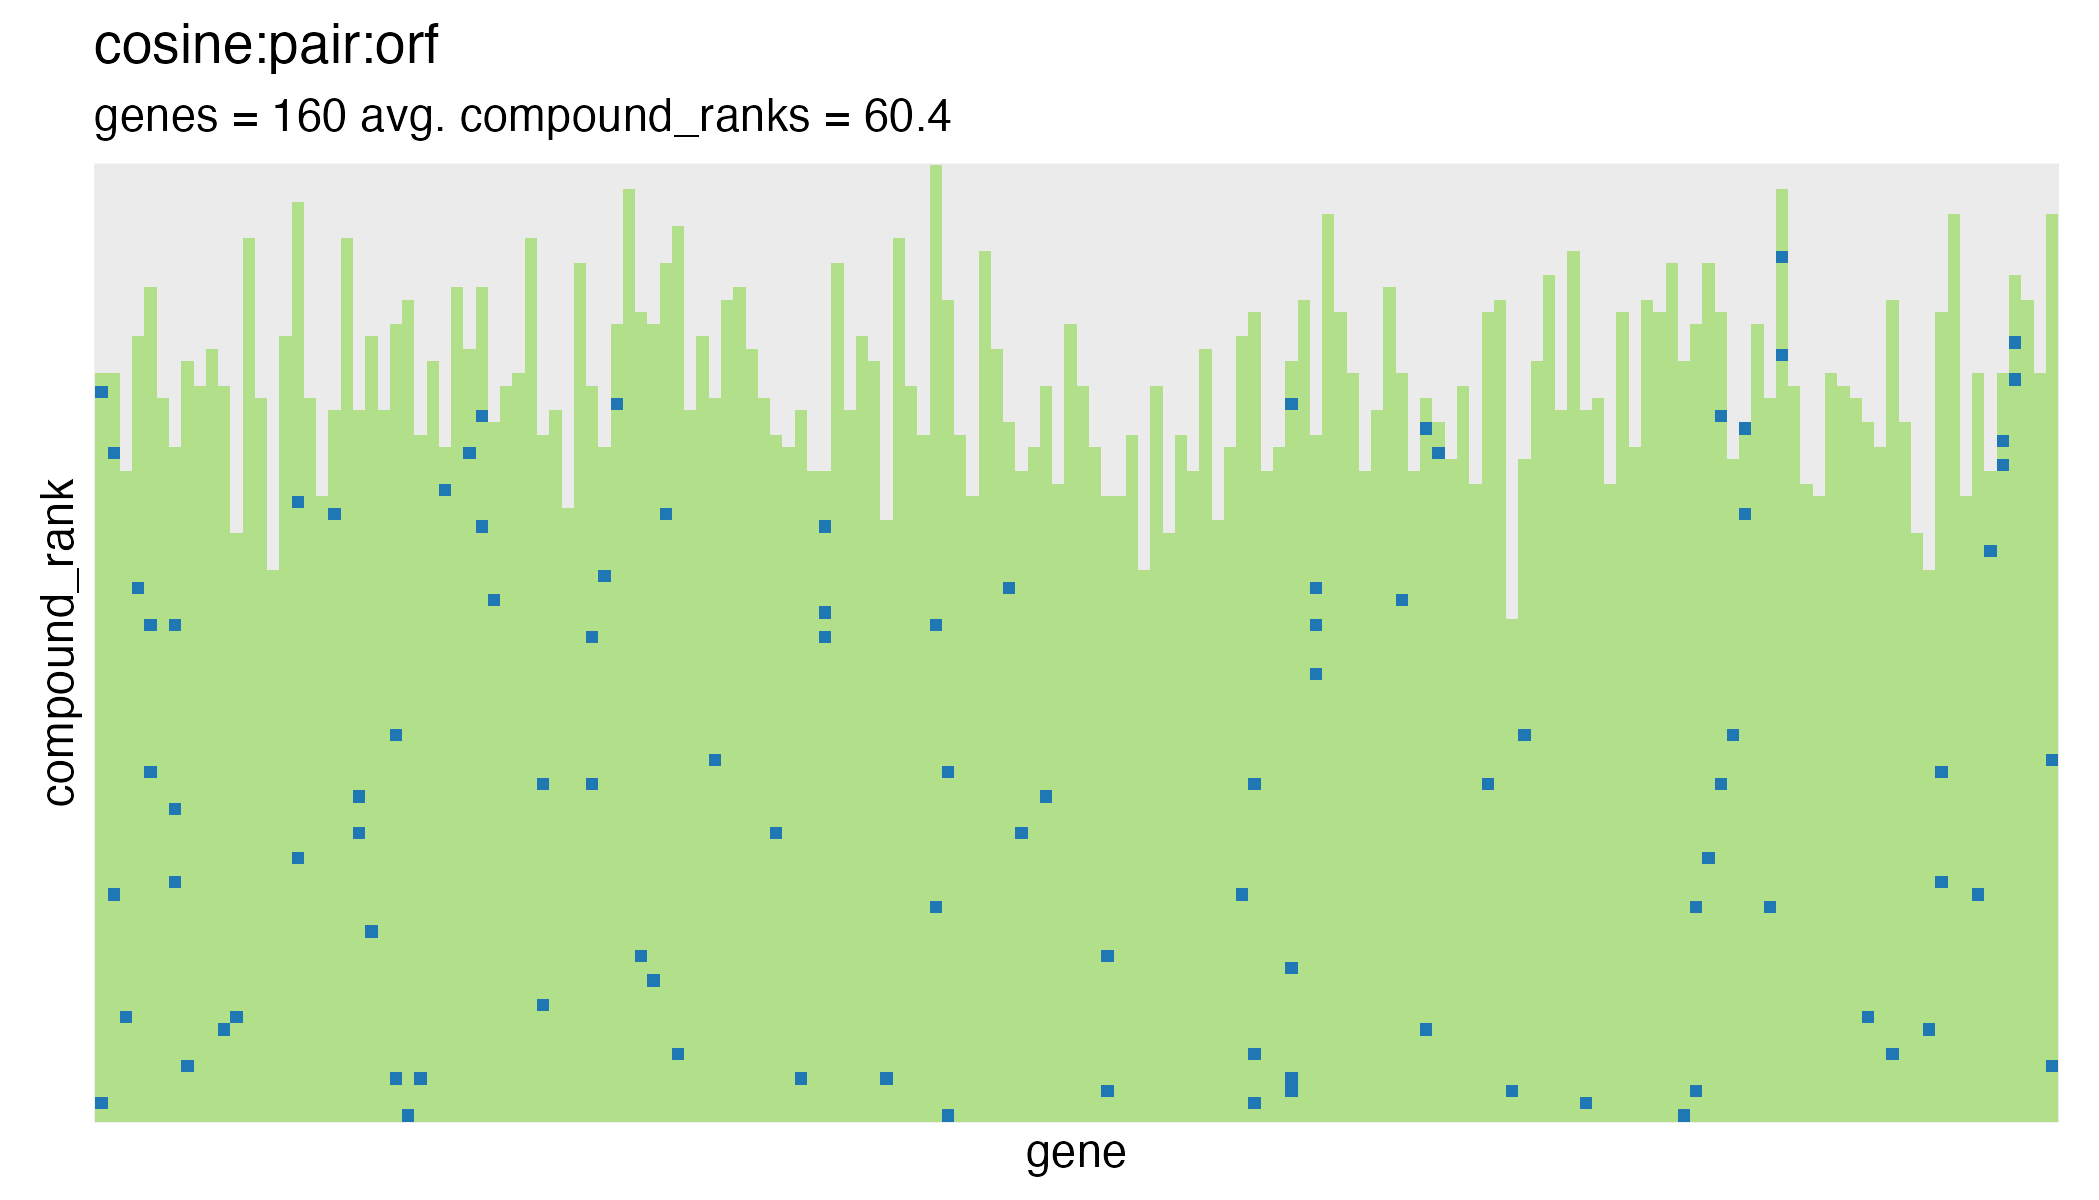 cosine:pair:orf
genes = 160 avg. compound_ranks = 60.4
compound_rank
gene